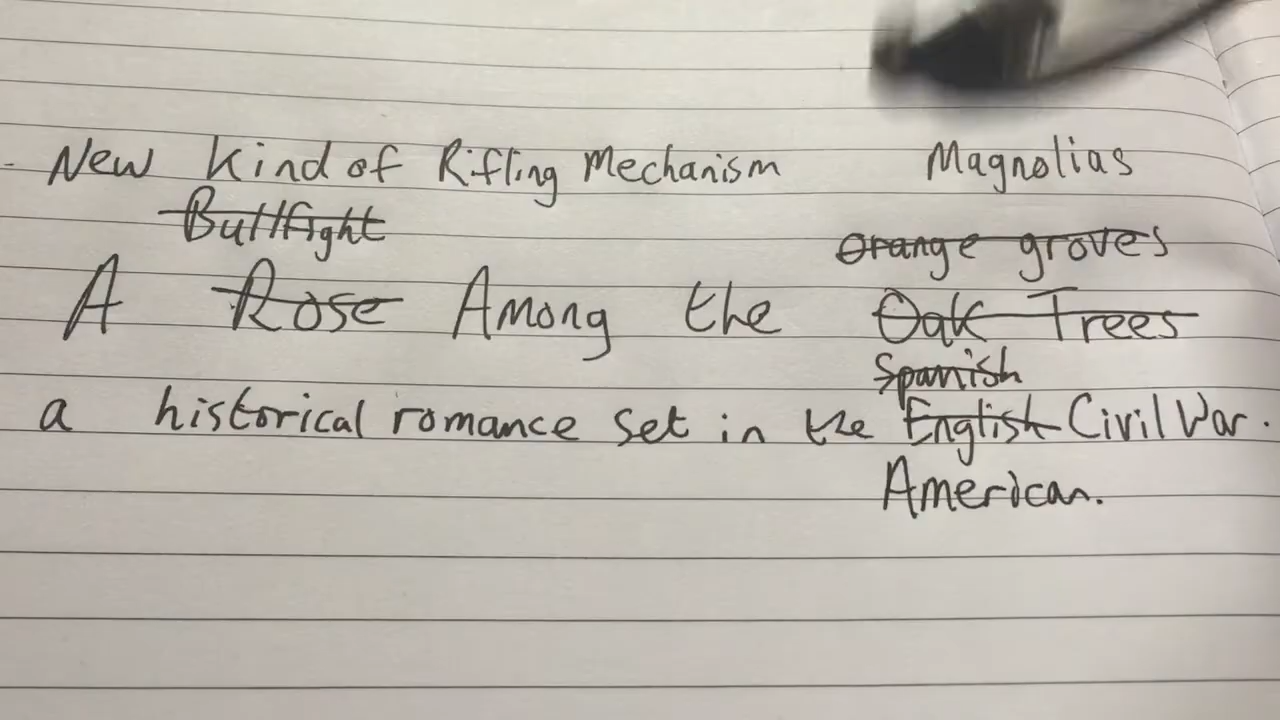 New Kind of Rifling Mechanism Magnolias
Bullfight orange groves
A Rose Among the Oak Trees
Spanish
a historical romance set in the English Civil War.
American.